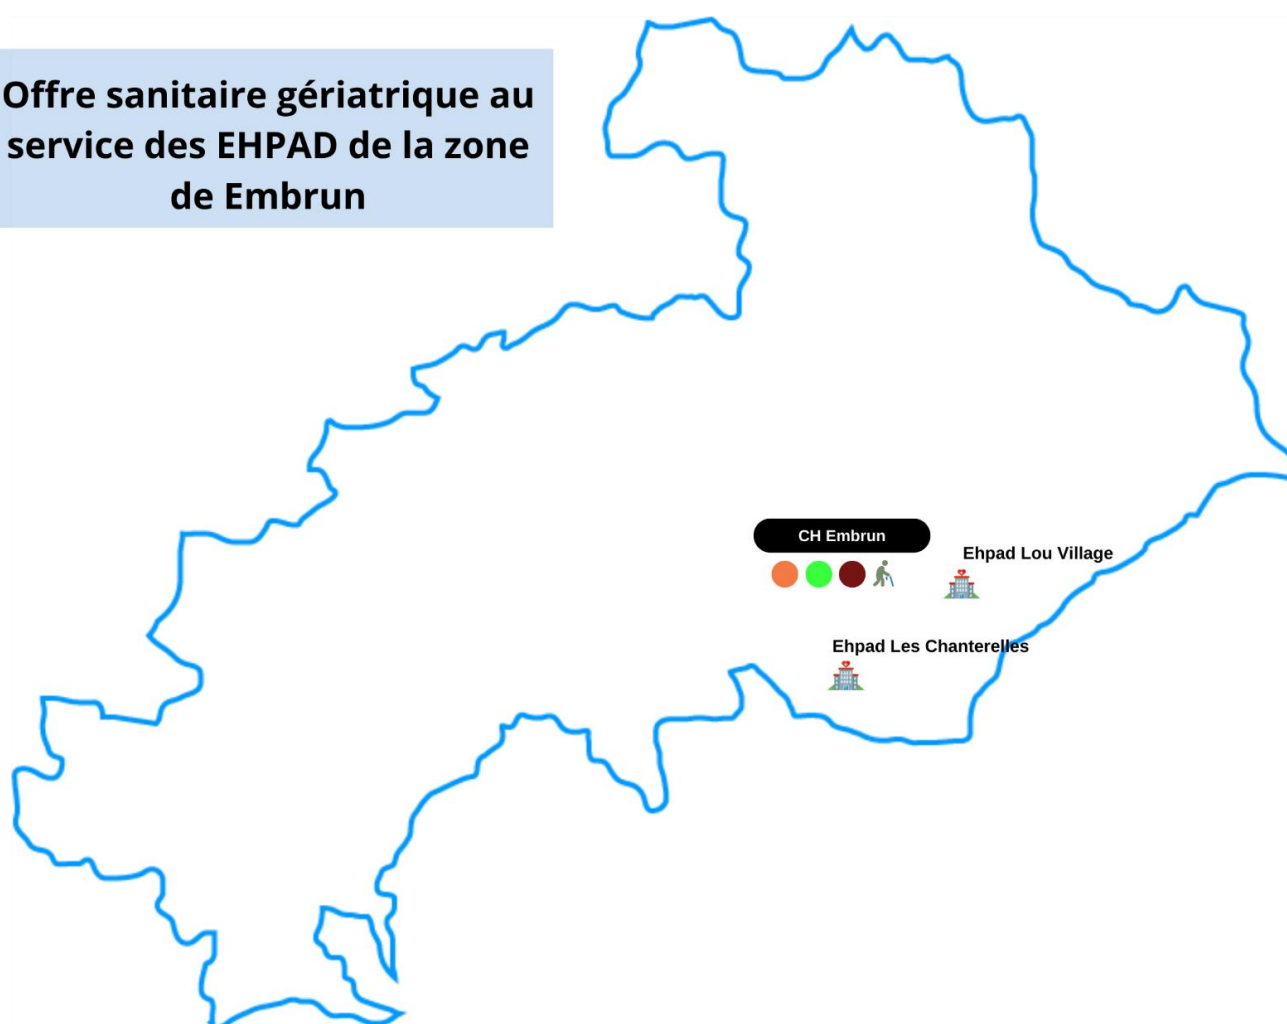 Offre sanitaire gériatrique au
service des EHPAD de la zone
de Embrun
CH Embrun
Ehpad Lou Village
Ehpad Les Chanterelles